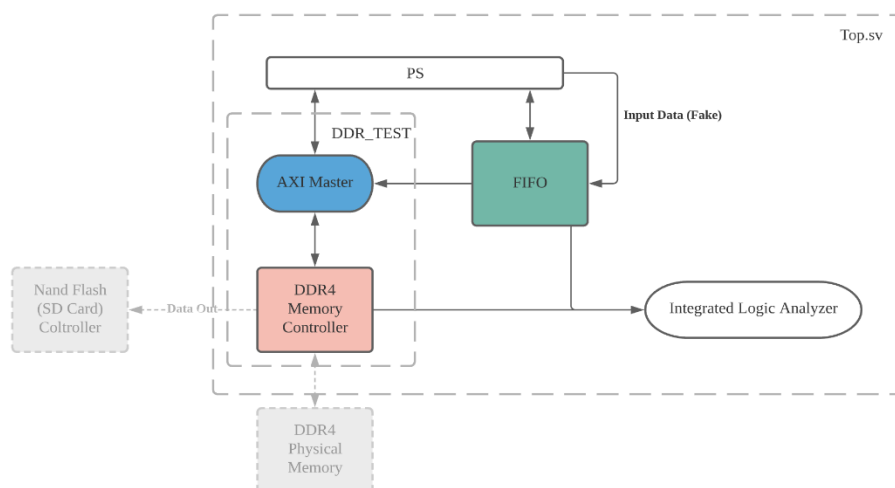 Top.sv
PS
Input Data (Fake)
DDR_TEST
AXI Master
FIFO
DDR4
Memory
Controller
Nand Flash
(SD Card)
Coltroller
Data Out
Integrated Logic Analyzer
DDR4
Physical
Memory